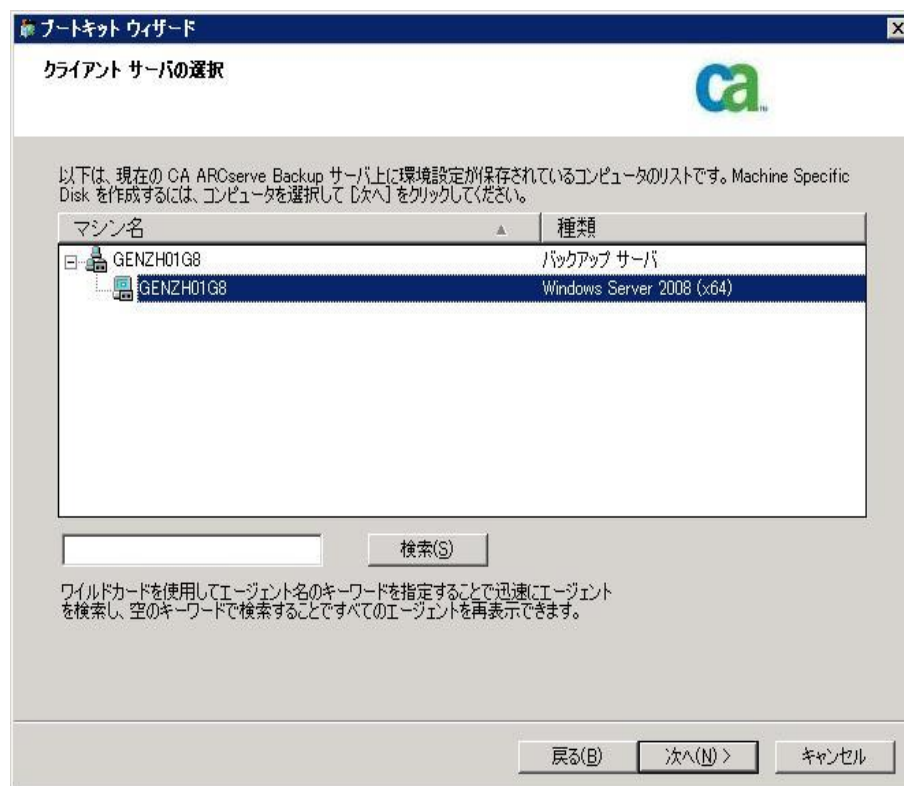 ブートキット ウィザード
クライアント サーバの選択
ca
以下は、現在の CA ARCserve Backup サーバ上に環境設定が保存されているコンピュータのリストです。Machine Specific
Disk を作成するには、コンピュータを選択して [次へ] をクリックしてください。
マシン名 種類
GENZH01G8 バックアップ サーバ
GENZH01G8 Windows Server 2008 (x64)
検索(S)
ワイルドカードを使用してエージェント名のキーワードを指定することで迅速にエージェント
を検索し、空のキーワードで検索することですべてのエージェントを再表示できます。
戻る(B) 次へ(N) > キャンセル